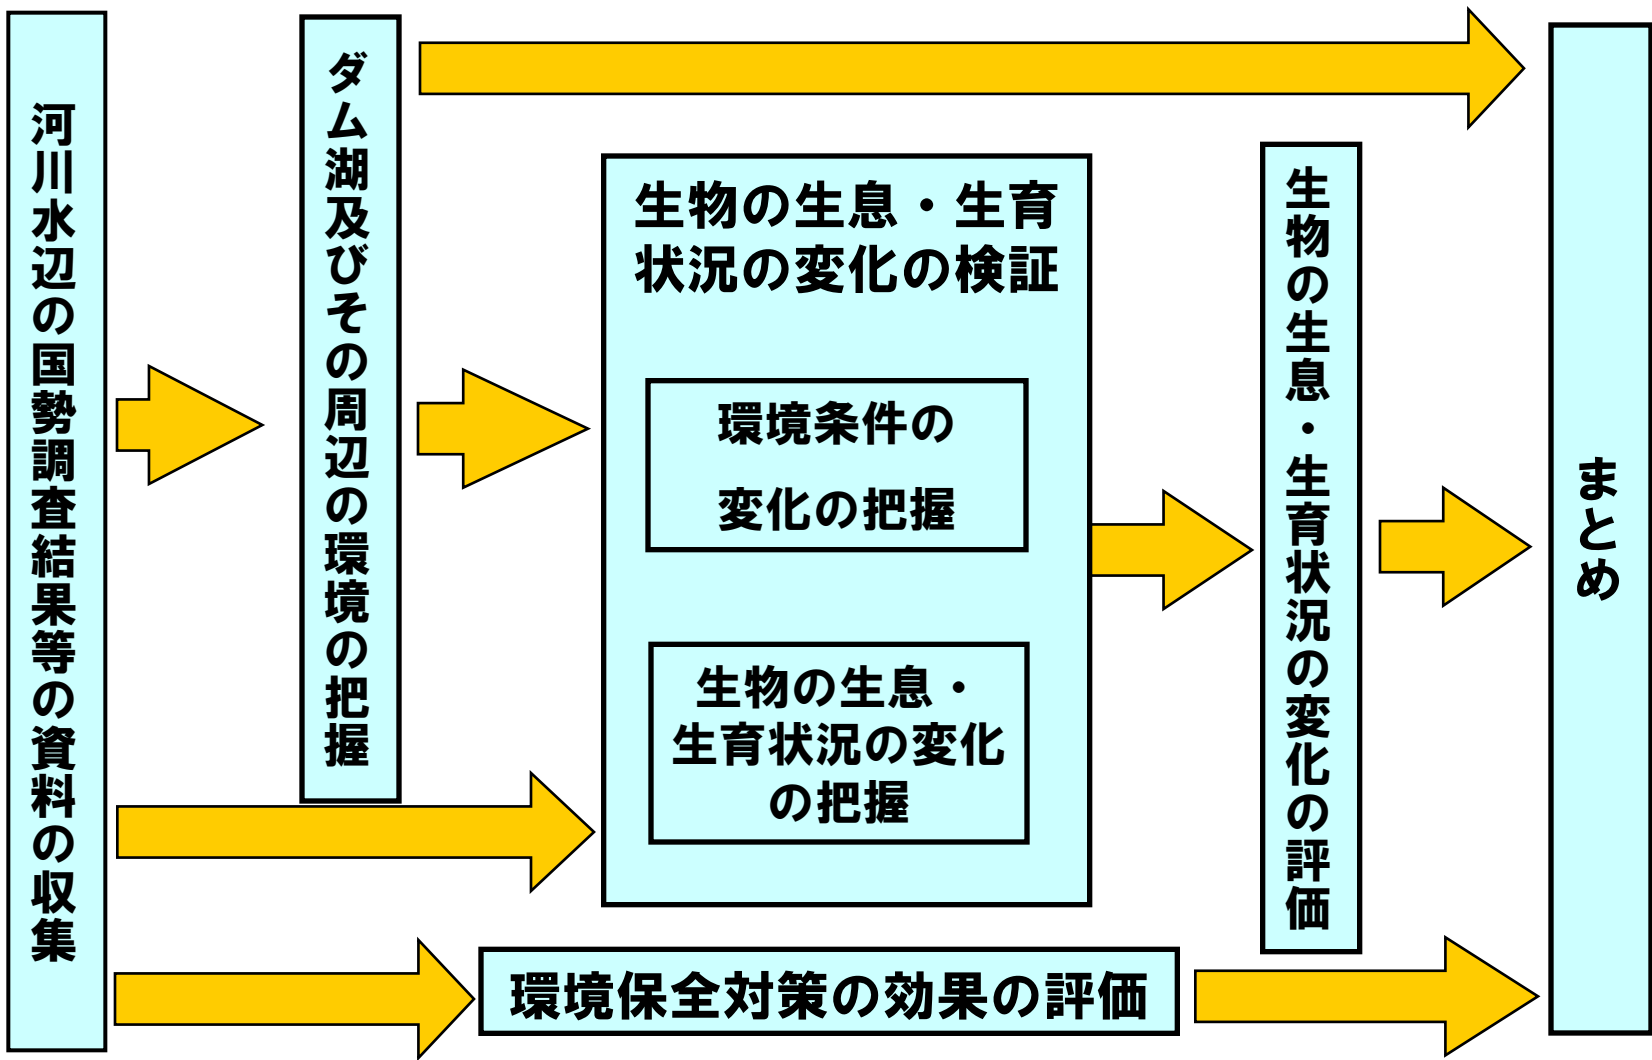 河川水辺の国勢調査結果等の資料の収集
ダム湖及びその周辺の環境の把握
生物の生息・生育
状況の変化の検証
環境条件の
変化の把握
生物の生息・
生育状況の変化
の把握
生物の生息・生育状況の変化の評価
環境保全対策の効果の評価
まとめ